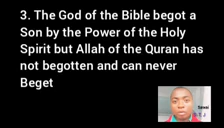 3. The God of the Bible begot a
Son by the Power of the Holy
Spirit but Allah of the Quran has
not begotten and can never
Beget